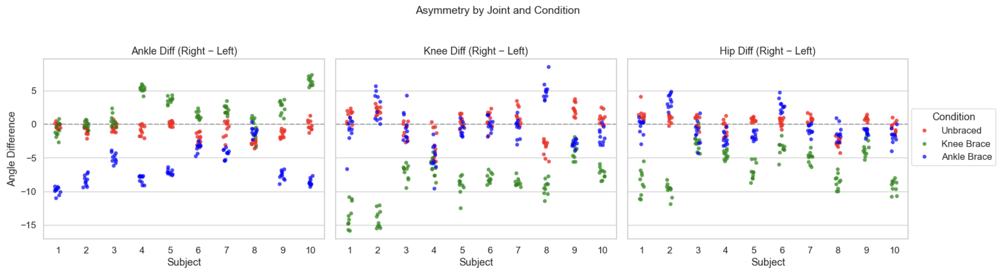 Asymmetry by Joint and Condition
Ankle Diff (Right − Left)
Knee Diff (Right − Left)
Hip Diff (Right − Left)
Angle Difference
5
0
−5
−10
−15
1 2 3 4 5 6 7 8 9 10
Subject
1 2 3 4 5 6 7 8 9 10
Subject
1 2 3 4 5 6 7 8 9 10
Subject
Condition
Unbraced
Knee Brace
Ankle Brace